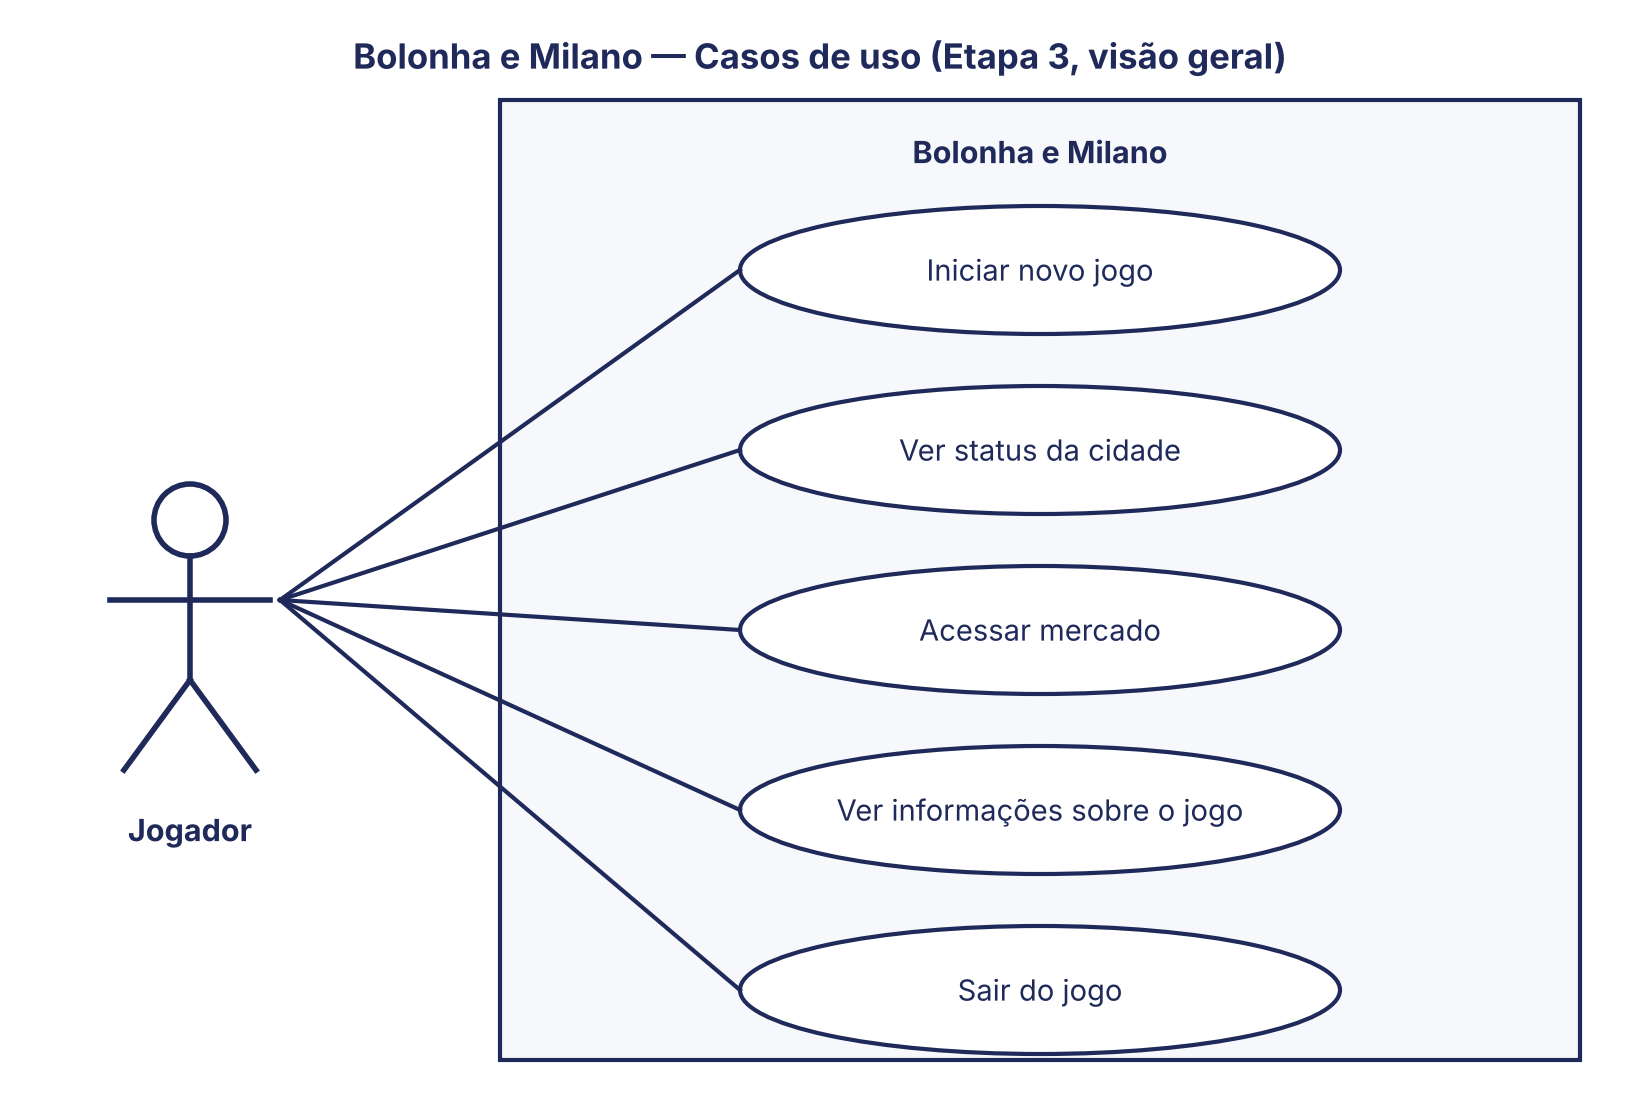 Bolonha e Milano — Casos de uso (Etapa 3, visão geral)
Bolonha e Milano
Iniciar novo jogo
Ver status da cidade
Acessar mercado
Ver informações sobre o jogo
Jogador
Sair do jogo